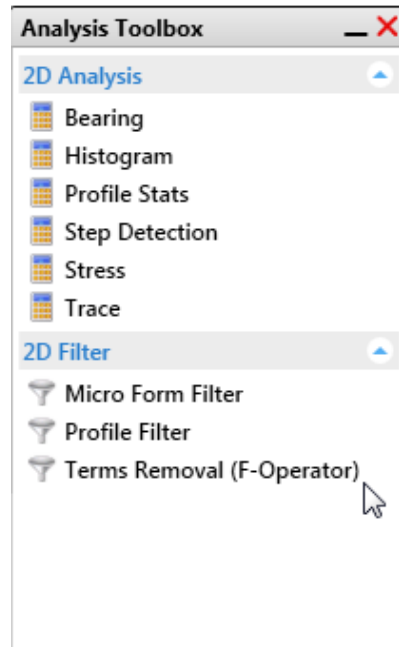 Analysis Toolbox
2D Analysis
Bearing
Histogram
Profile Stats
Step Detection
Stress
Trace
2D Filter
Micro Form Filter
Profile Filter
Terms Removal (F-Operator)